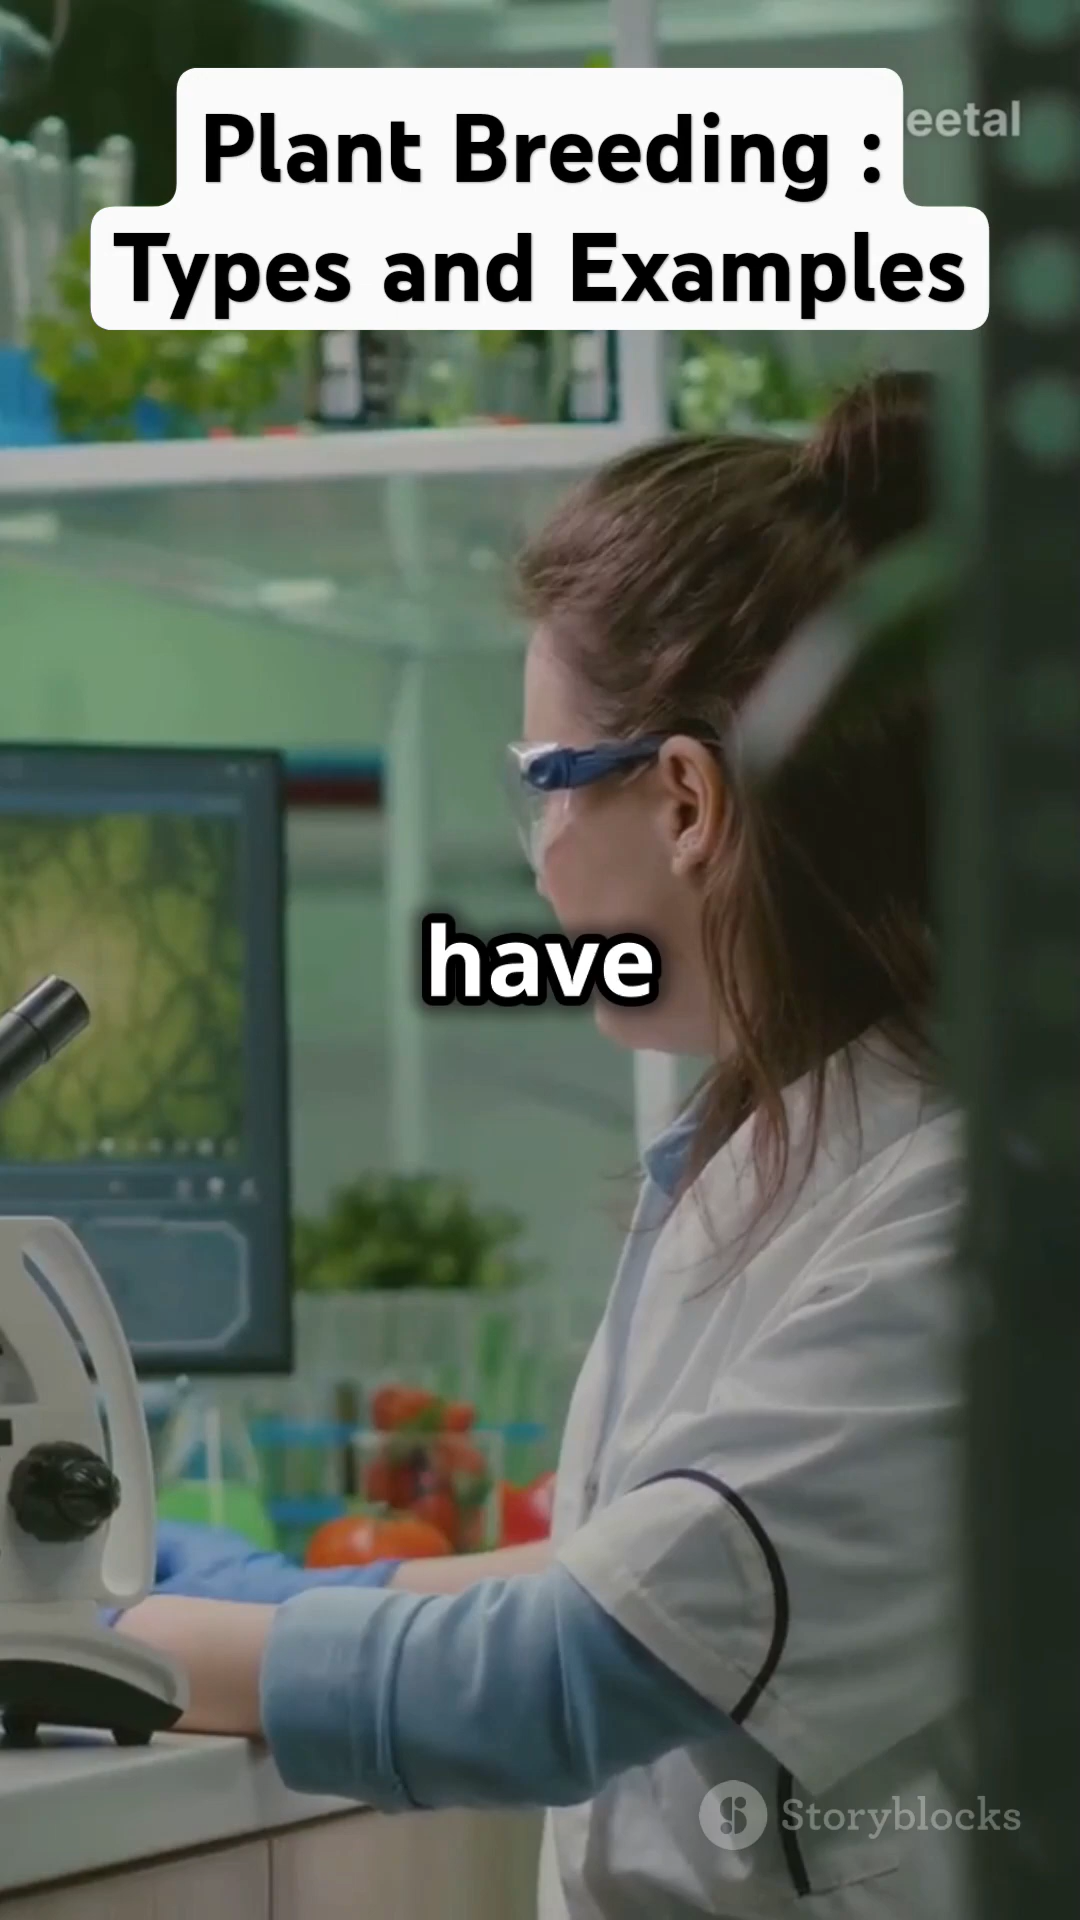 Plant Breeding :
eetal
Types and Examples
have
Storyblocks